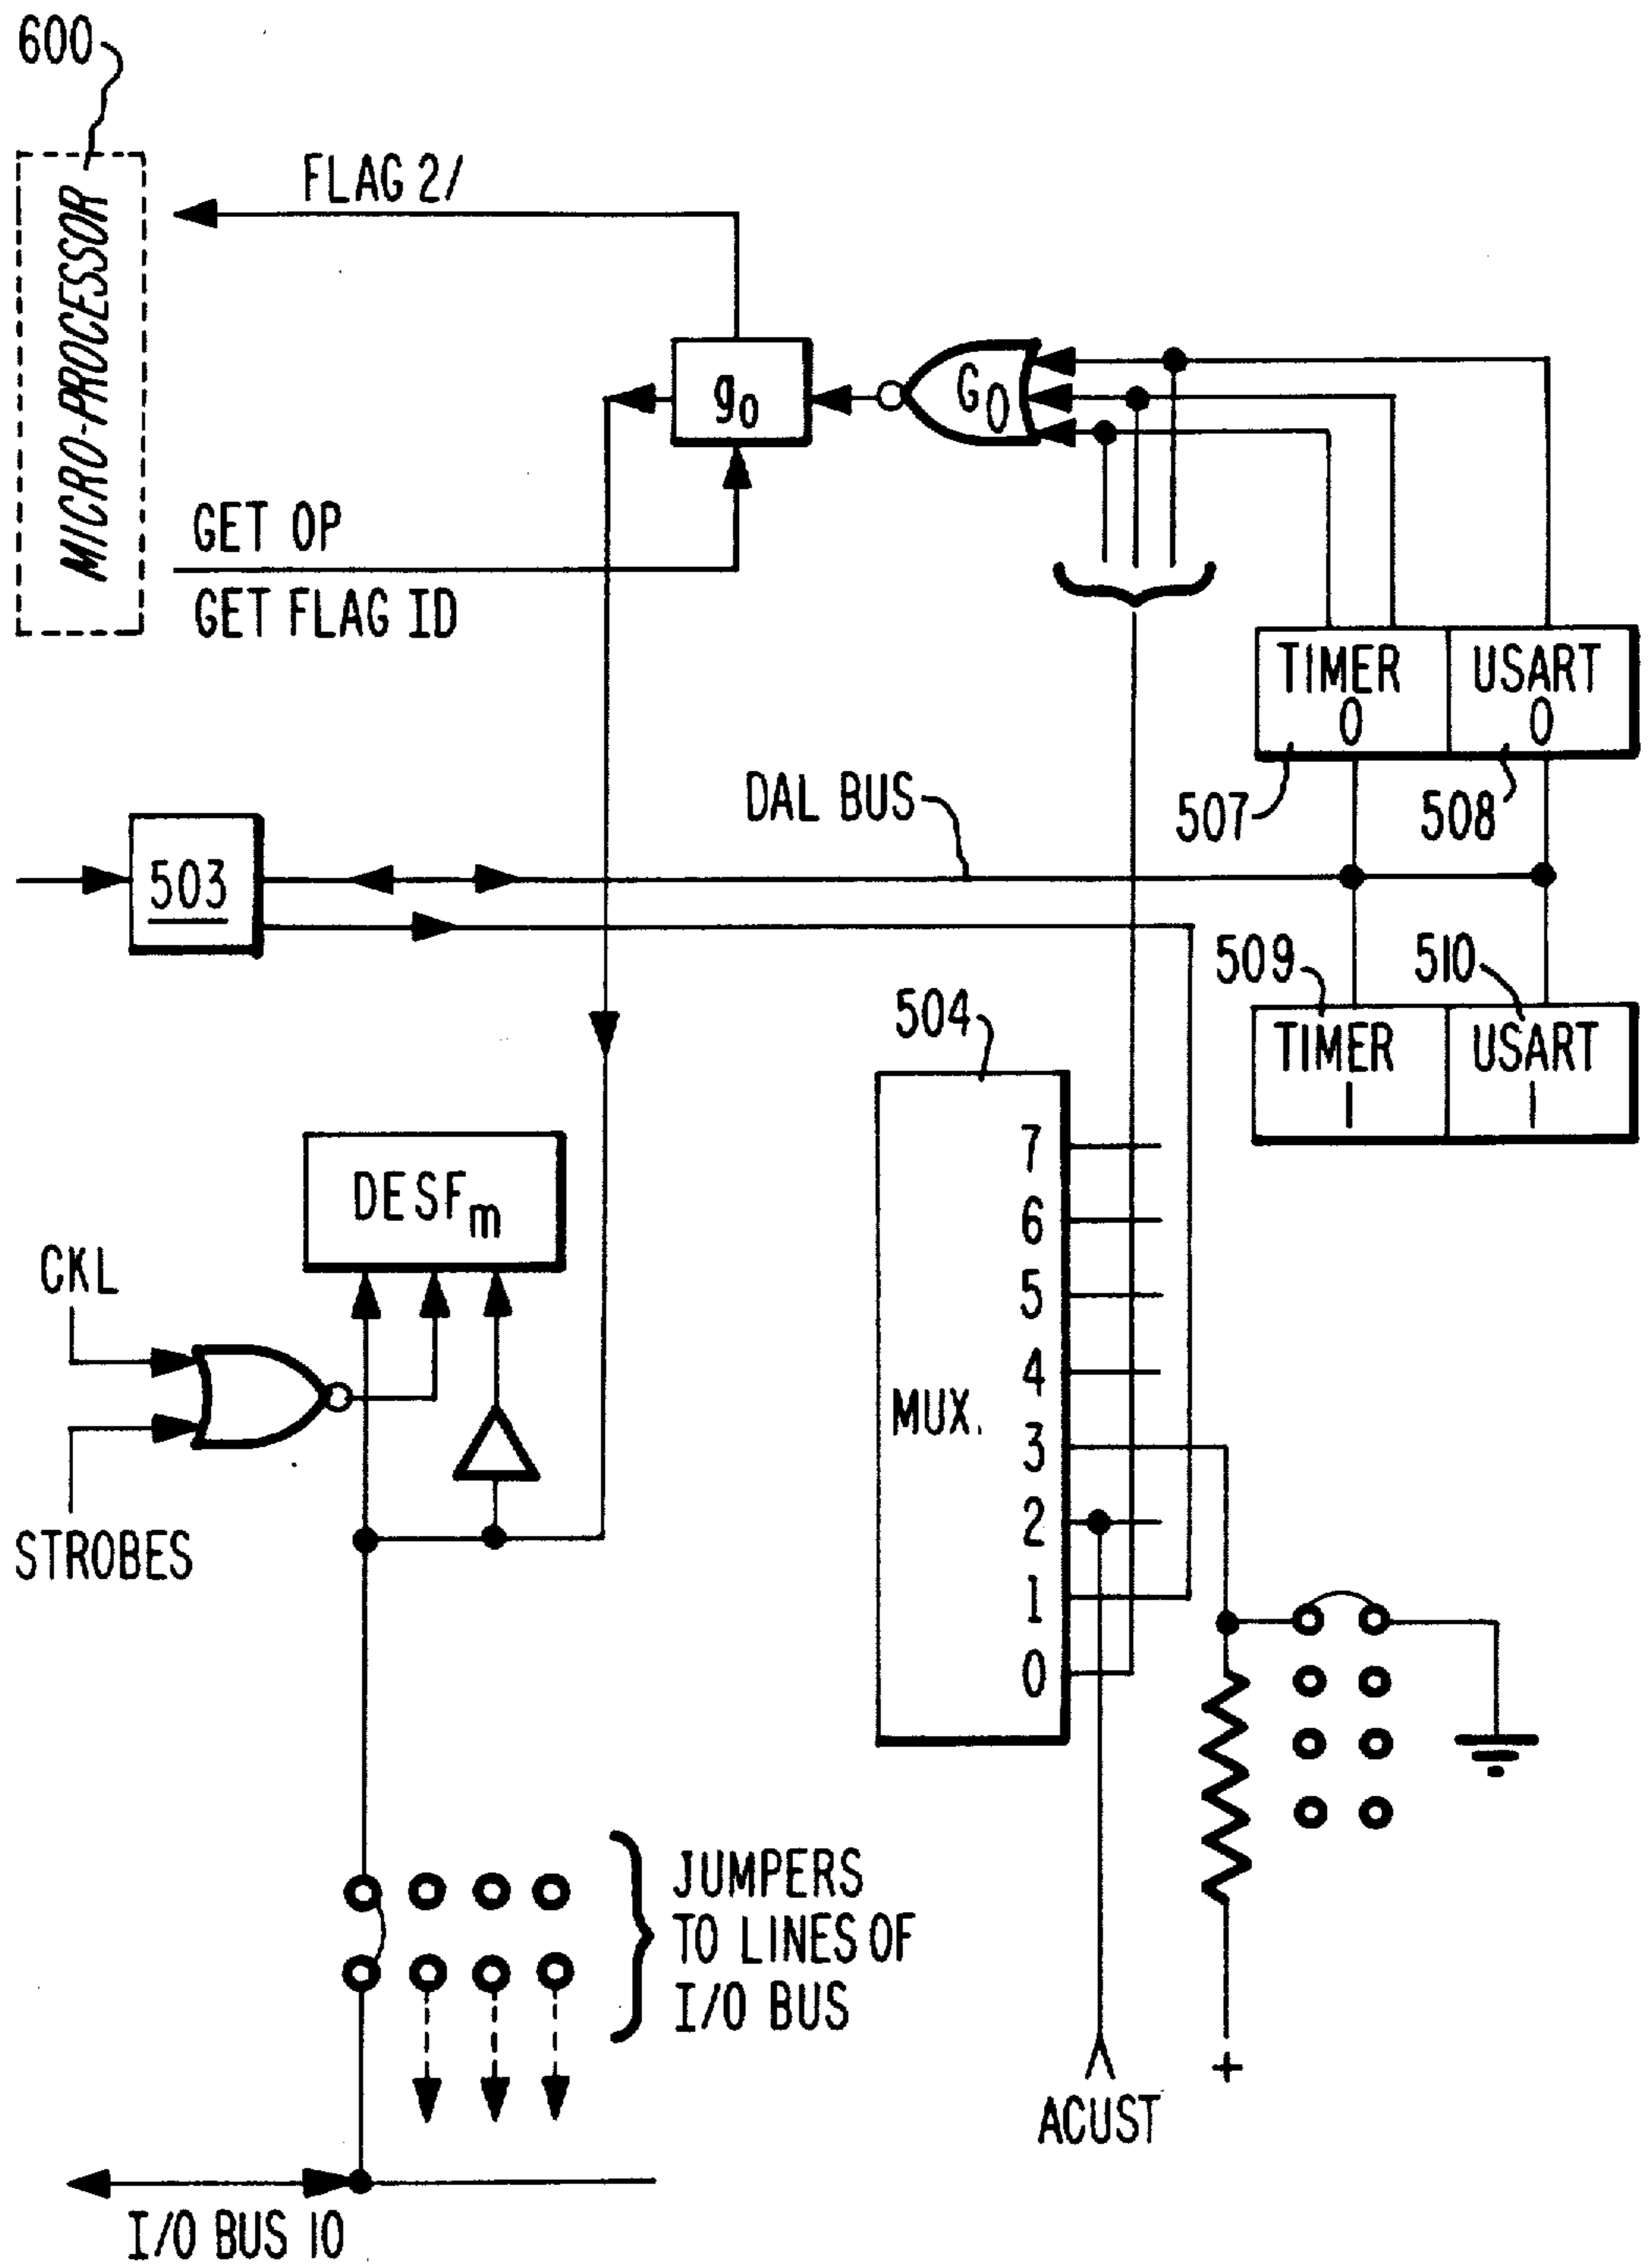 600
MICRO-PROCESSOR
FLAG 2/
g0
G0
GET OP
GET FLAG ID
TIMER
0
USART
0
507
508
DAL BUS
503
509
510
TIMER
1
USART
1
504
MUX.
7
6
5
4
3
2
1
0
DESFm
CKL
STROBES
JUMPERS
TO LINES OF
I/O BUS
ACUST
+
I/O BUS 10